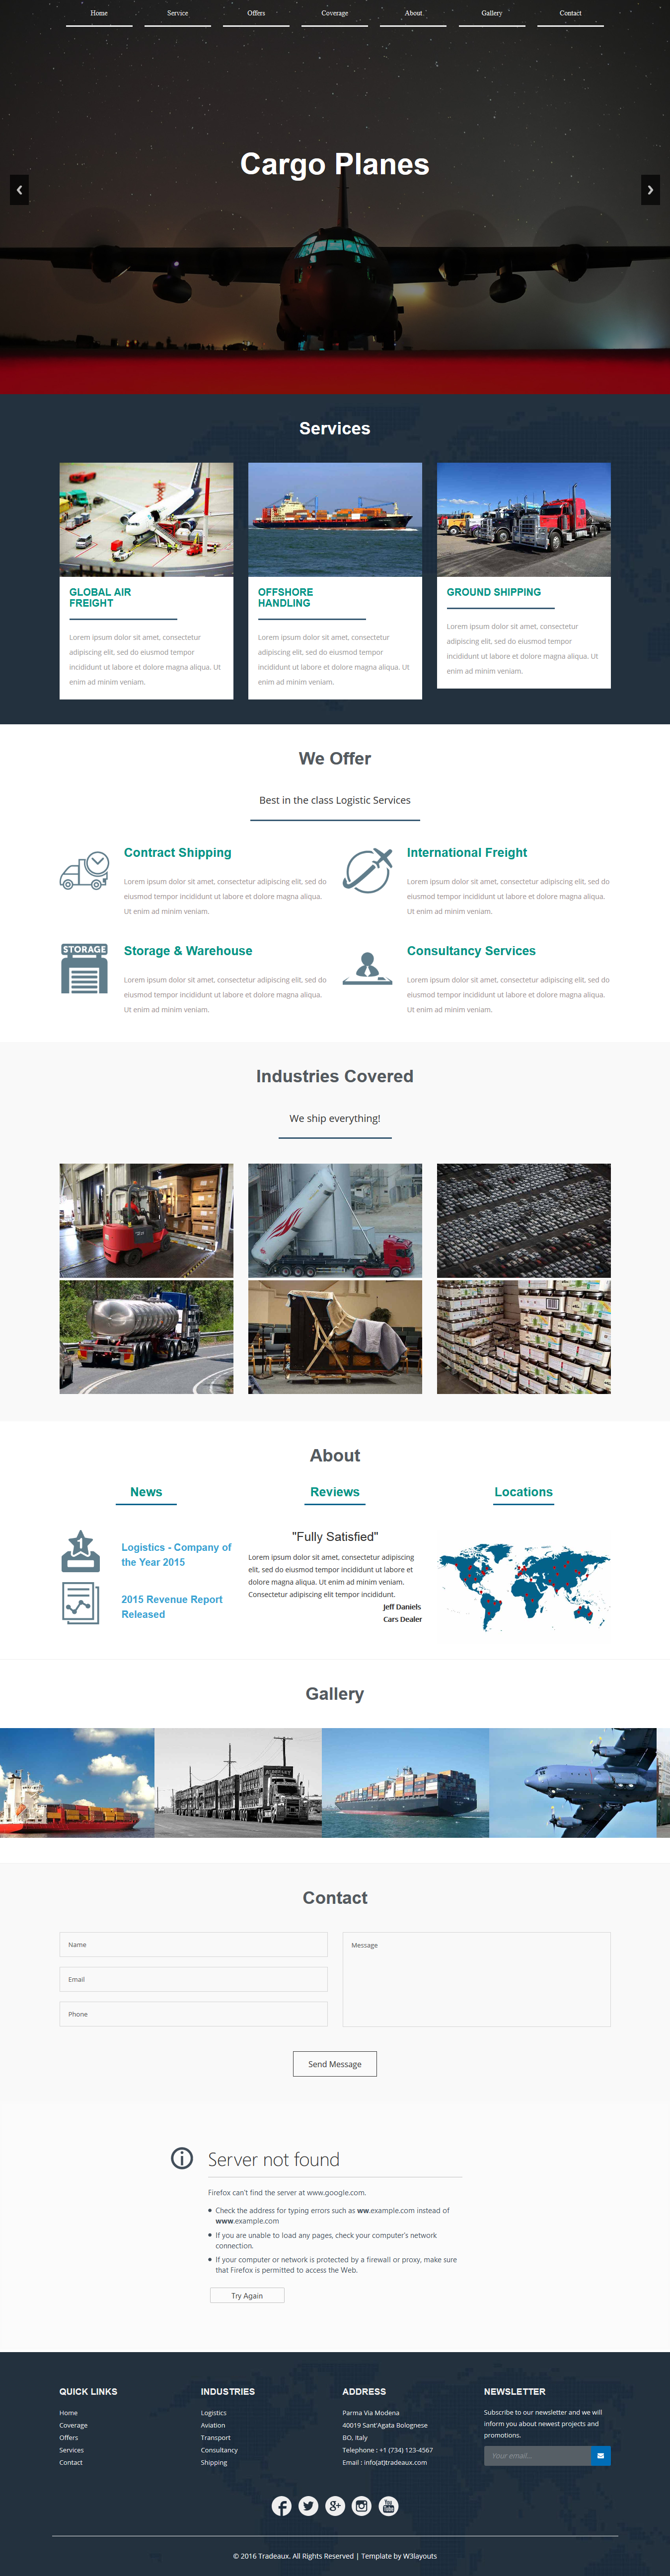 Home Service Offers Coverage About Gallery Contact
Cargo Planes
Services
GLOBAL AIR
FREIGHT
Lorem ipsum dolor sit amet, consectetur
adipiscing elit, sed do eiusmod tempor
incididunt ut labore et dolore magna aliqua. Ut
enim ad minim veniam.
OFFSHORE
HANDLING
Lorem ipsum dolor sit amet, consectetur
adipiscing elit, sed do eiusmod tempor
incididunt ut labore et dolore magna aliqua. Ut
enim ad minim veniam.
GROUND SHIPPING
Lorem ipsum dolor sit amet, consectetur
adipiscing elit, sed do eiusmod tempor
incididunt ut labore et dolore magna aliqua. Ut
enim ad minim veniam.
We Offer
Best in the class Logistic Services
Contract Shipping
Lorem ipsum dolor sit amet, consectetur adipiscing elit, sed do
eiusmod tempor incididunt ut labore et dolore magna aliqua.
Ut enim ad minim veniam.
International Freight
Lorem ipsum dolor sit amet, consectetur adipiscing elit, sed do
eiusmod tempor incididunt ut labore et dolore magna aliqua.
Ut enim ad minim veniam.
STORAGE
Storage & Warehouse
Lorem ipsum dolor sit amet, consectetur adipiscing elit, sed do
eiusmod tempor incididunt ut labore et dolore magna aliqua.
Ut enim ad minim veniam.
Consultancy Services
Lorem ipsum dolor sit amet, consectetur adipiscing elit, sed do
eiusmod tempor incididunt ut labore et dolore magna aliqua.
Ut enim ad minim veniam.
Industries Covered
We ship everything!
About
News
1
Logistics - Company of
the Year 2015
2015 Revenue Report
Released
Reviews
"Fully Satisfied"
Lorem ipsum dolor sit amet, consectetur adipiscing
elit, sed do eiusmod tempor incididunt ut labore et
dolore magna aliqua. Ut enim ad minim veniam.
Consectetur adipiscing elit tempor incididunt.
Jeff Daniels
Cars Dealer
Locations
Gallery
Contact
Name
Email
Phone
Message
Send Message
Server not found
Firefox can't find the server at www.google.com.
Check the address for typing errors such as ww.example.com instead of
www.example.com
If you are unable to load any pages, check your computer's network
connection.
If your computer or network is protected by a firewall or proxy, make sure
that Firefox is permitted to access the Web.
Try Again
QUICK LINKS
Home
Coverage
Offers
Services
Contact
INDUSTRIES
Logistics
Aviation
Transport
Consultancy
Shipping
ADDRESS
Parma Via Modena
40019 Sant'Agata Bolognese
BO, Italy
Telephone : +1 (734) 123-4567
Email : info(at)tradeaux.com
NEWSLETTER
Subscribe to our newsletter and we will
inform you about newest projects and
promotions.
Your email...
You
Tube
© 2016 Tradeaux. All Rights Reserved | Template by W3layouts